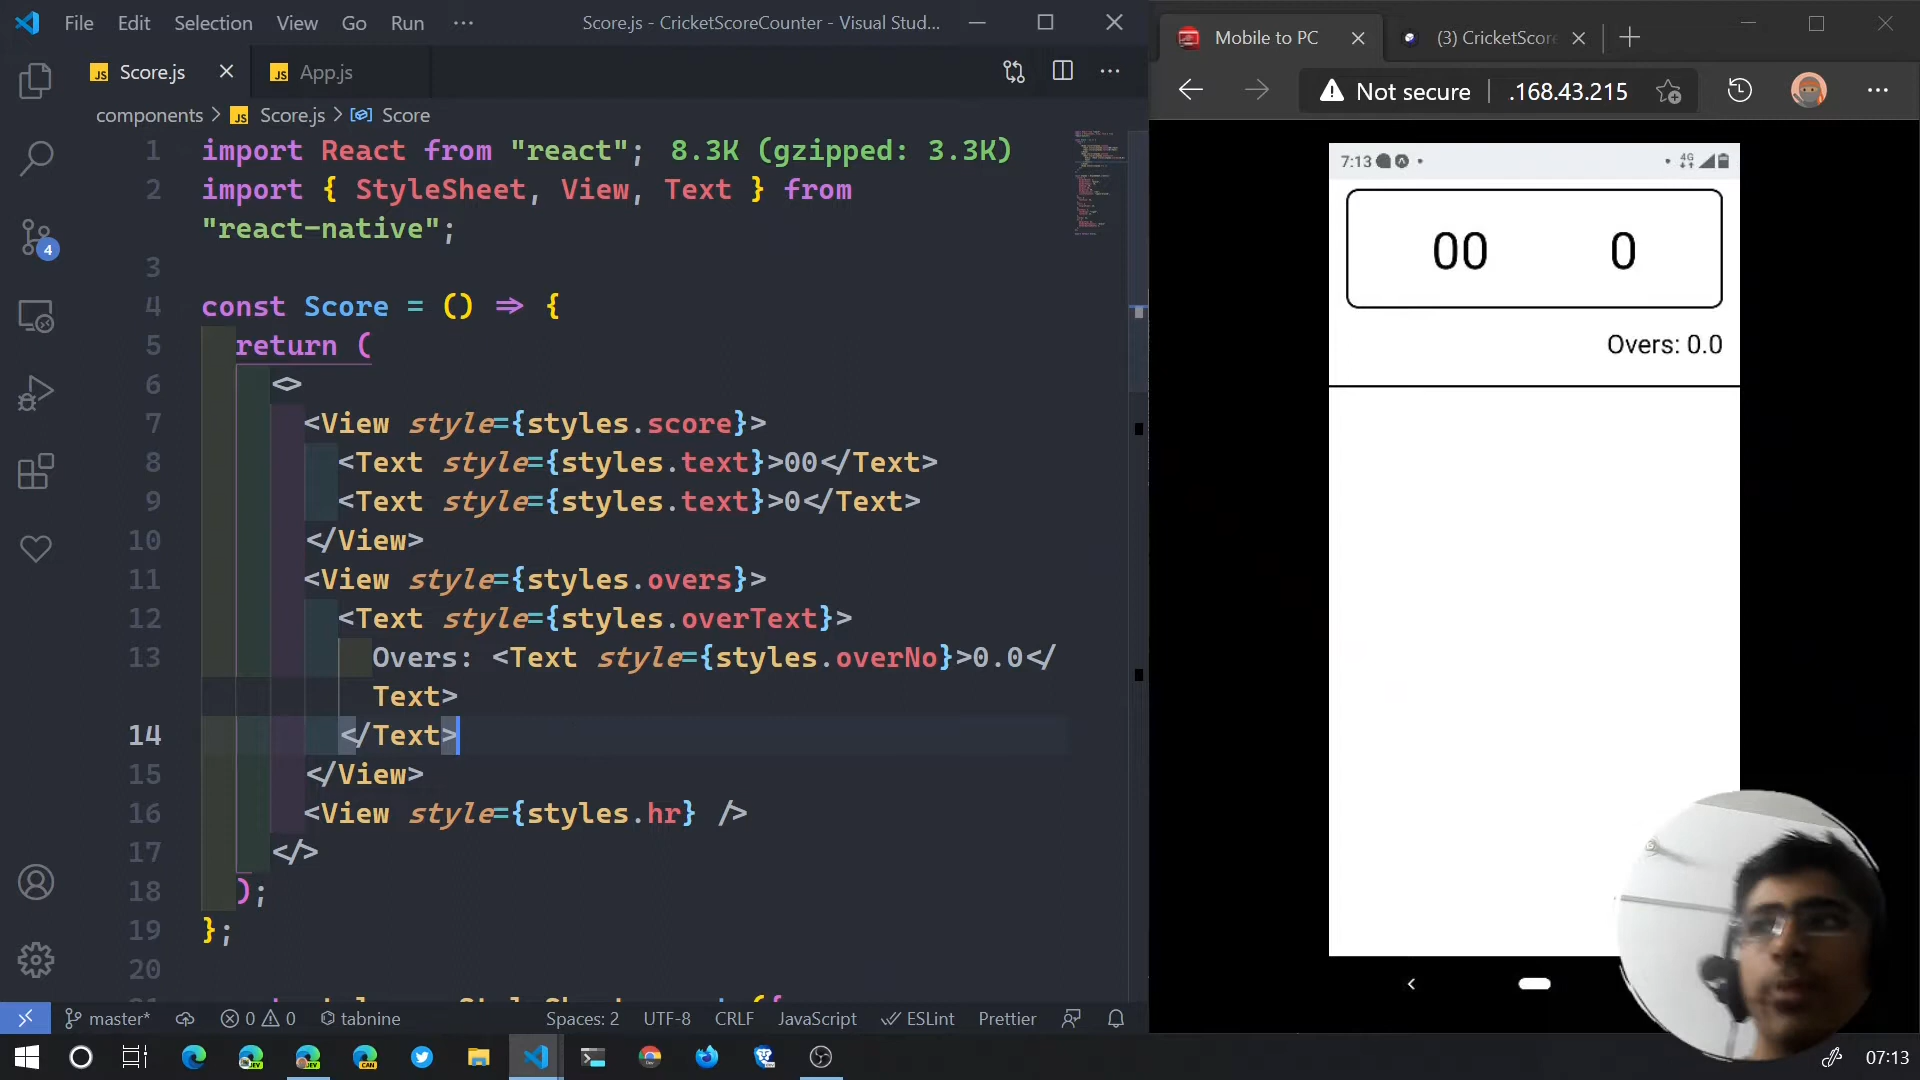 File Edit Selection View Go Run ··· Score.js - CricketScoreCounter - Visual Stud...
Score.js App.js
components > Score.js > Score
1 import React from "react"; 8.3K (gzipped: 3.3K)
2 import { StyleSheet, View, Text } from
"react-native";
3
4 const Score = () => {
5 return (
6 <>
7 <View style={styles.score}>
8 <Text style={styles.text}>00</Text>
9 <Text style={styles.text}>0</Text>
10 </View>
11 <View style={styles.overs}>
12 <Text style={styles.overText}>
13 Overs: <Text style={styles.overNo}>0.0</
Text>
14 </Text>
15 </View>
16 <View style={styles.hr} />
17 </>
18 );
19 };
20
4
master* 0 0 tabnine Spaces: 2 UTF-8 CRLF JavaScript ESLint Prettier
Mobile to PC (3) CricketScor
Not secure .168.43.215
7:13 4G
00 0
Overs: 0.0
DEV DEV CAN Dev
07:13